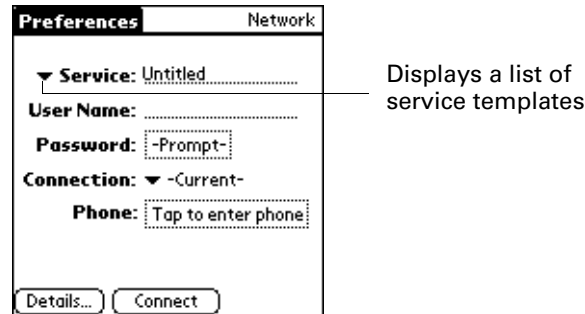 Preferences Network
Service: Untitled
Displays a list of
service templates
User Name:
Password: -Prompt-
Connection: -Current-
Phone: Tap to enter phone
Details... Connect